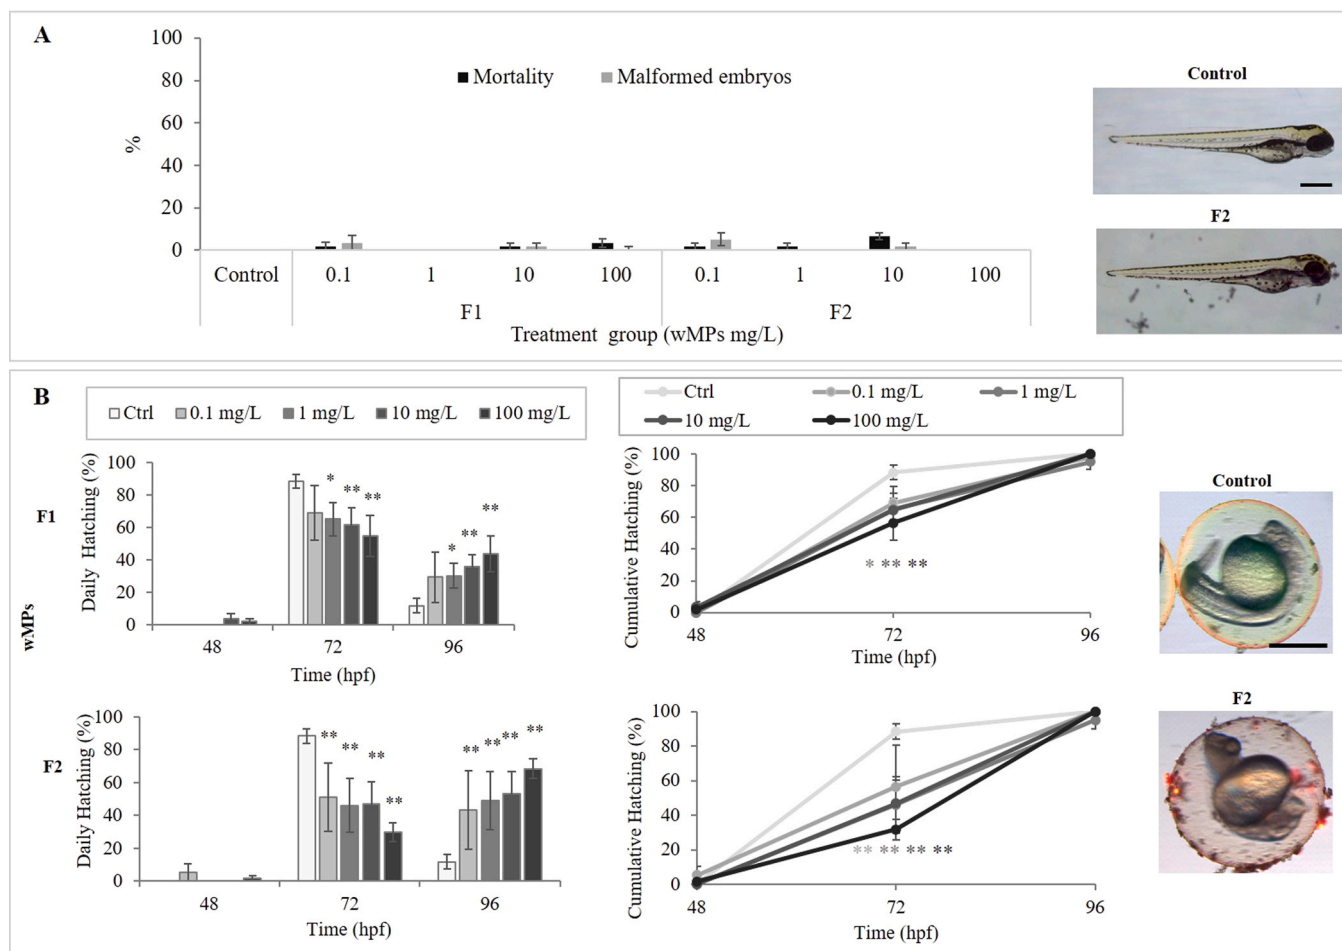 A
100
80
60
40
20
0
%
Mortality
Malformed embryos
Control 0.1 1 10 100 0.1 1 10 100
F1 F2
Treatment group (wMPs mg/L)
Control
F2
B
Ctrl 0.1 mg/L 1 mg/L 10 mg/L 100 mg/L
Ctrl 0.1 mg/L 1 mg/L
10 mg/L 100 mg/L
wMPs
F1
Daily Hatching (%)
100
80
60
40
20
0
* ** **
* ** **
48 72 96
Time (hpf)
Cumulative Hatching (%)
100
80
60
40
20
0
* ** **
48 72 96
Time (hpf)
Control
F2
Daily Hatching (%)
100
80
60
40
20
0
** ** ** **
** ** ** **
48 72 96
Time (hpf)
Cumulative Hatching (%)
100
80
60
40
20
0
** ** ** **
48 72 96
Time (hpf)
F2